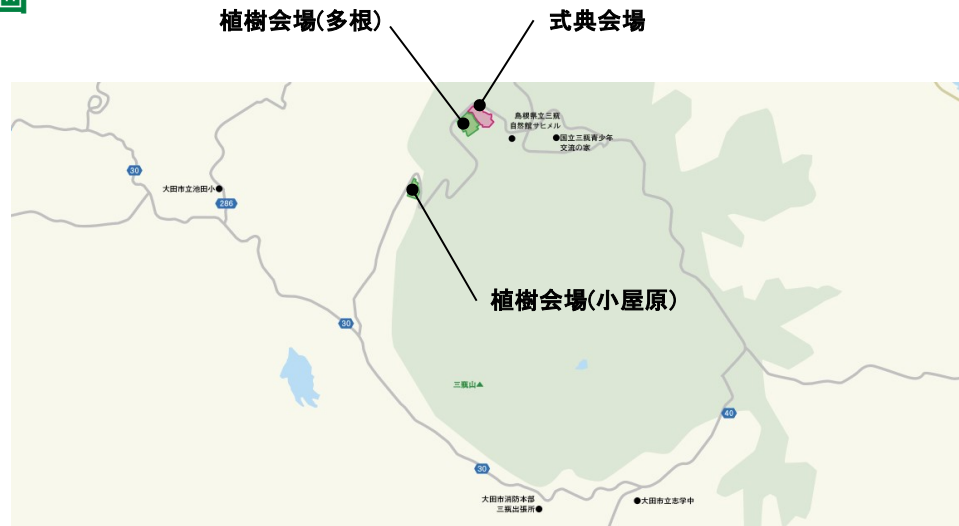 植樹会場(多根)
式典会場
島根県立三瓶
自然館サヒメル
国立三瓶青少年
交流の家
30
大田市立池田小
286
植樹会場(小屋原)
30
三瓶山
40
30
大田市消防本部
三瓶出張所
大田市立志学中